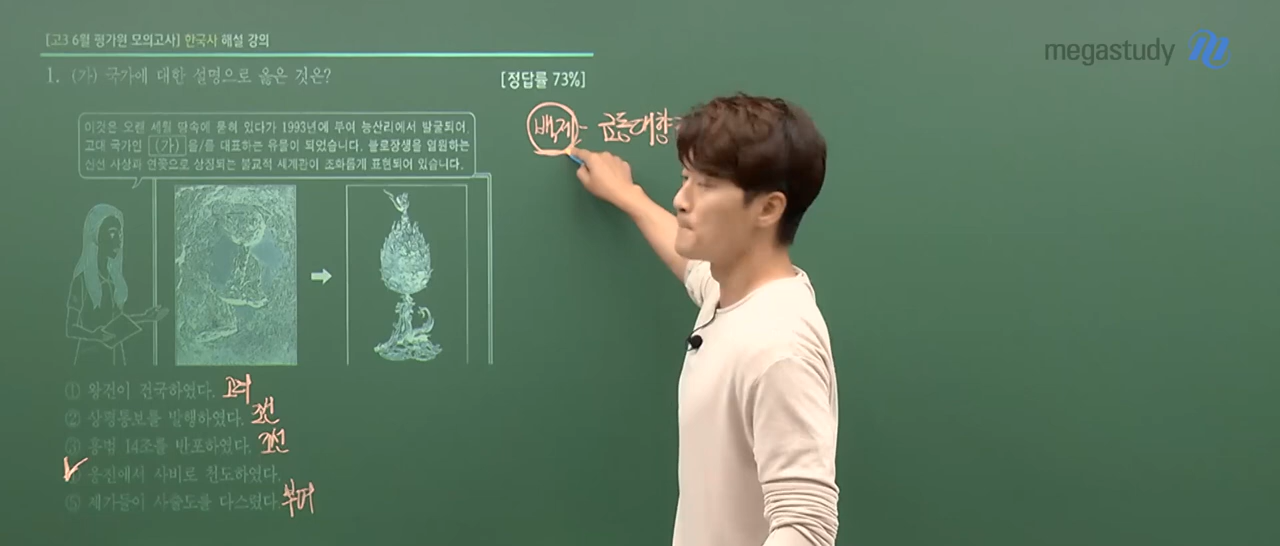 [고3 6월 평가원 모의고사] 한국사 해설 강의
megastudy
1. (가) 국가에 대한 설명으로 옳은 것은?
[정답률 73%]
이것은 오랜 세월 땅속에 묻혀 있다가 1993년에 부여 능산리에서 발굴되어,
고대 국가인 (가) 을/를 대표하는 유물이 되었습니다. 불로장생을 염원하는
신선 사상과 연꽃으로 상징되는 불교적 세계관이 조화롭게 표현되어 있습니다.
백제 금동대향
① 왕건이 건국하였다. 고려
② 상평통보를 발행하였다. 조선
③ 홍범 14조를 반포하였다. 조선
웅진에서 사비로 천도하였다.
⑤ 제가들이 사출도를 다스렸다. 부여